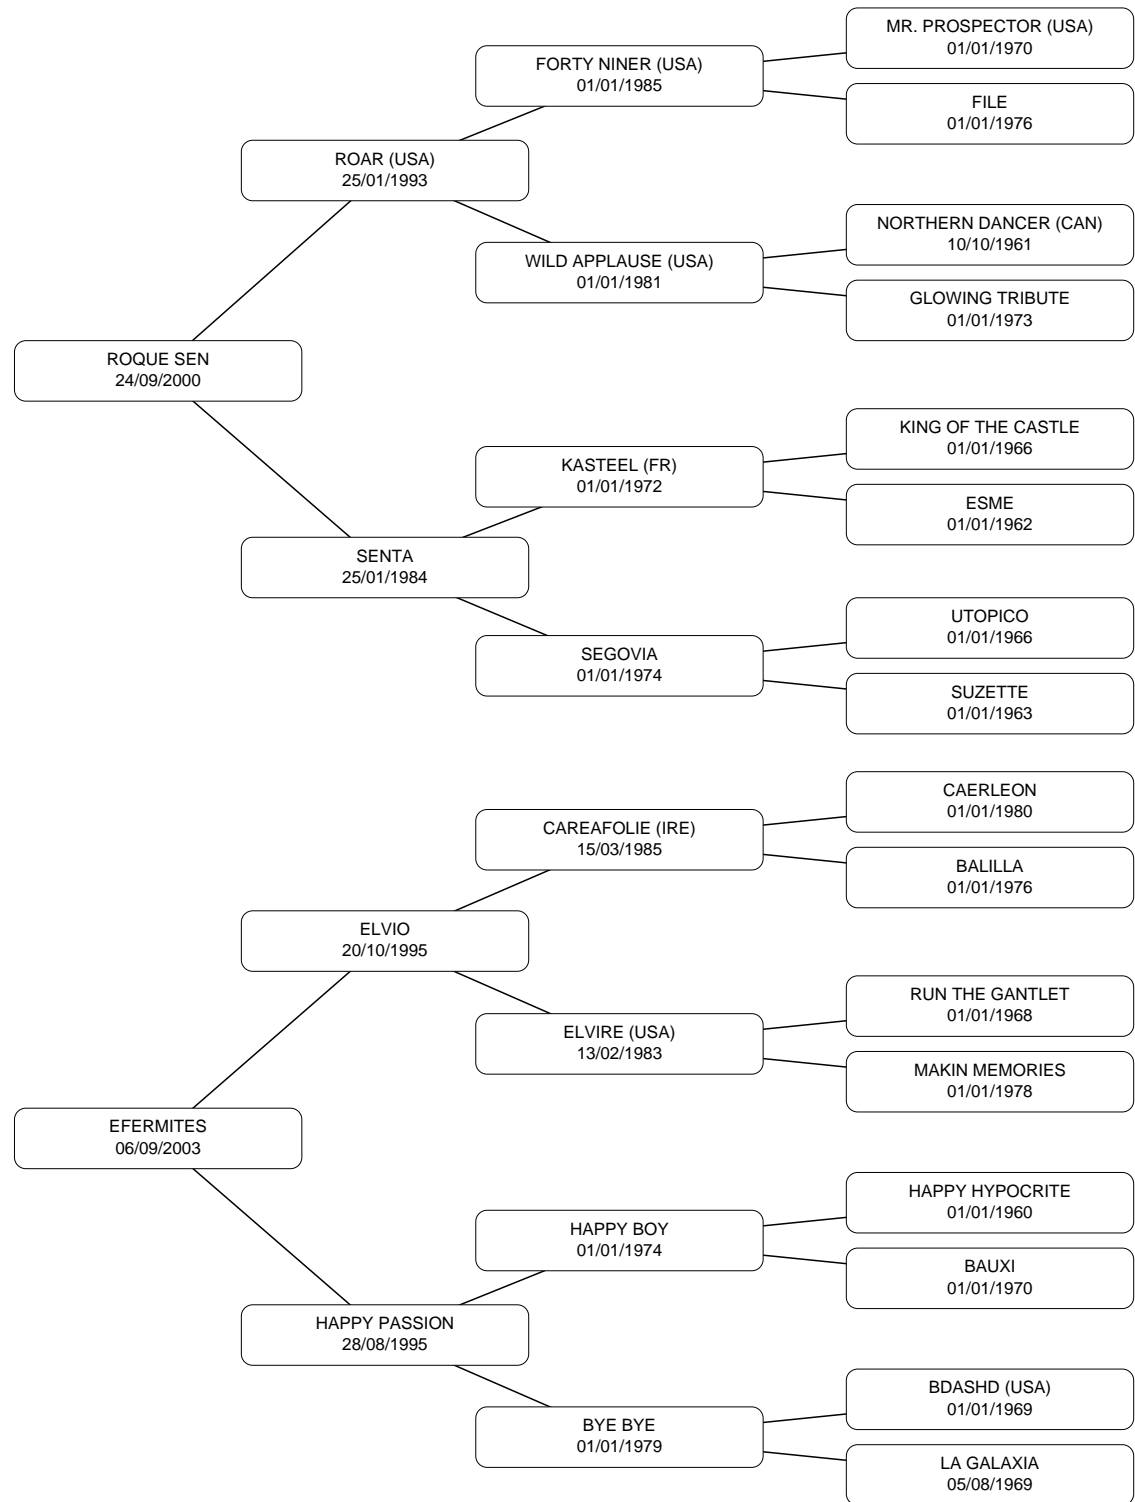 MR. PROSPECTOR (USA)
01/01/1970
FORTY NINER (USA)
01/01/1985
FILE
01/01/1976
ROAR (USA)
25/01/1993
NORTHERN DANCER (CAN)
10/10/1961
WILD APPLAUSE (USA)
01/01/1981
GLOWING TRIBUTE
01/01/1973
ROQUE SEN
24/09/2000
KING OF THE CASTLE
01/01/1966
KASTEEL (FR)
01/01/1972
ESME
01/01/1962
SENTA
25/01/1984
UTOPICO
01/01/1966
SEGOVIA
01/01/1974
SUZETTE
01/01/1963
CAERLEON
01/01/1980
CAREAFOLIE (IRE)
15/03/1985
BALILLA
01/01/1976
ELVIO
20/10/1995
RUN THE GANTLET
01/01/1968
ELVIRE (USA)
13/02/1983
MAKIN MEMORIES
01/01/1978
EFERMITES
06/09/2003
HAPPY HYPOCRITE
01/01/1960
HAPPY BOY
01/01/1974
BAUXI
01/01/1970
HAPPY PASSION
28/08/1995
BDASHD (USA)
01/01/1969
BYE BYE
01/01/1979
LA GALAXIA
05/08/1969